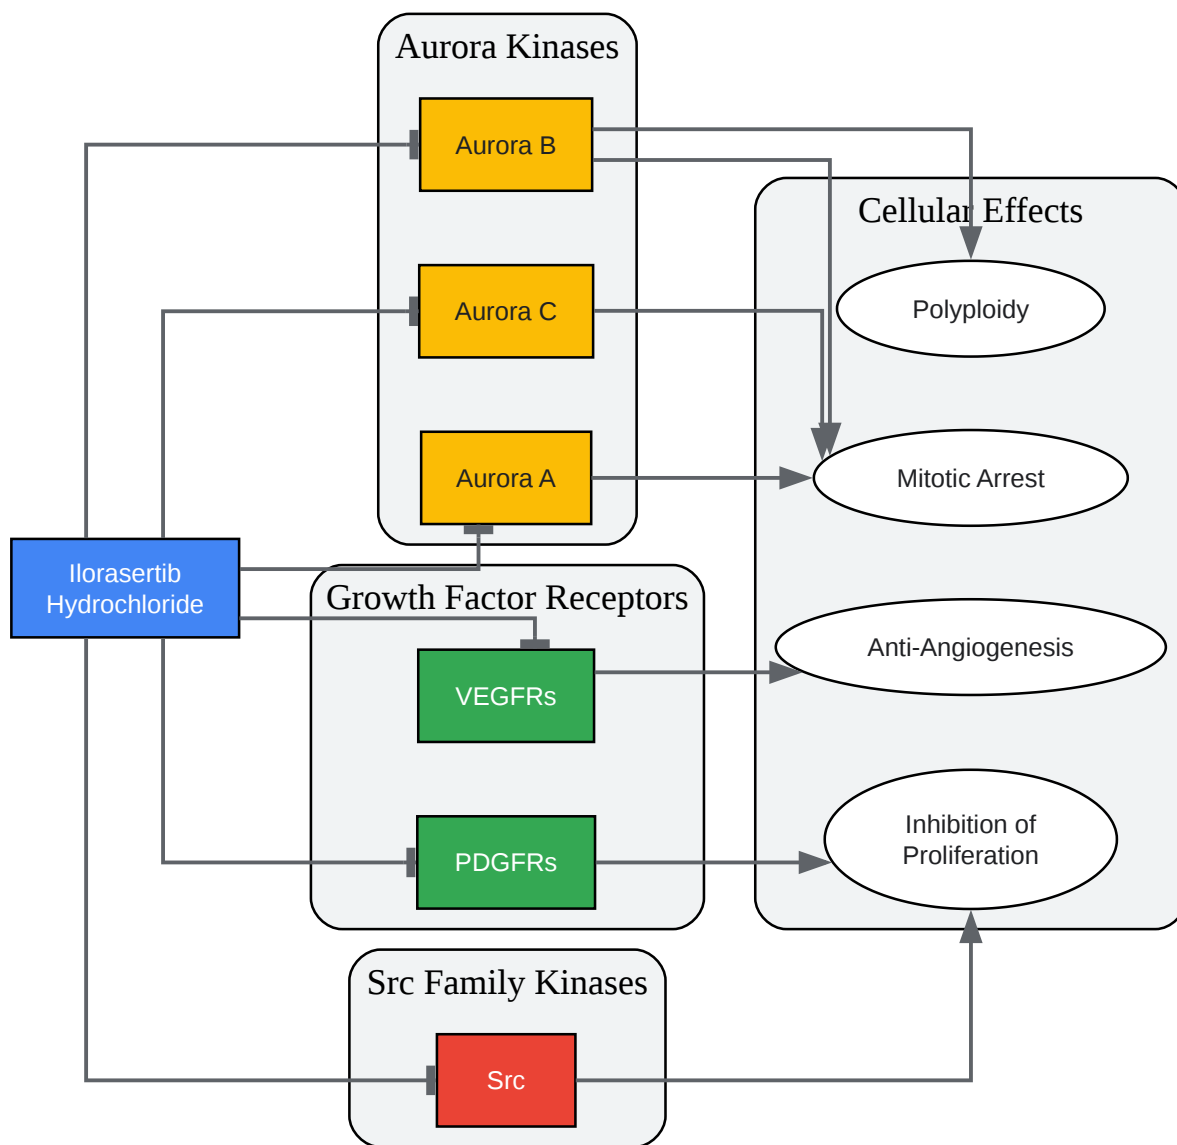 Aurora Kinases
Aurora B
Aurora C
Aurora A
Cellular Effects
Polyploidy
Mitotic Arrest
Anti-Angiogenesis
Inhibition of
Proliferation
Ilorasertib
Hydrochloride
Growth Factor Receptors
VEGFRs
PDGFRs
Src Family Kinases
Src